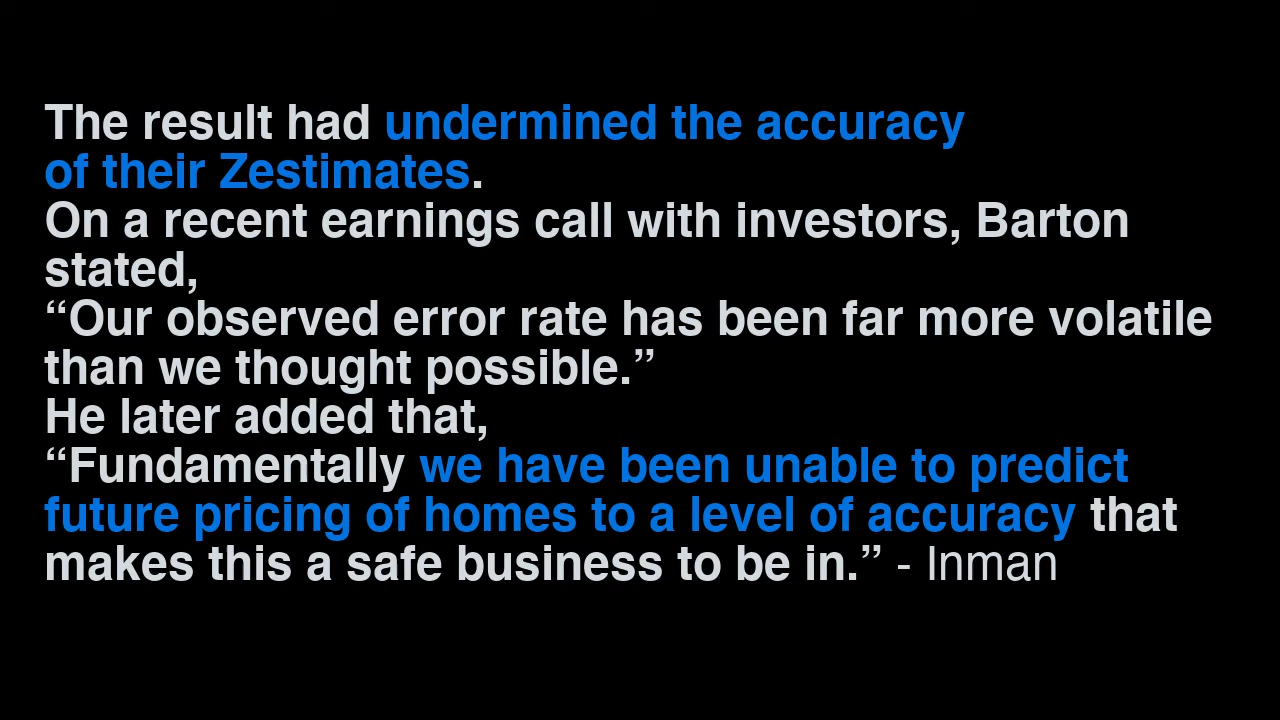 The result had undermined the accuracy
of their Zestimates.
On a recent earnings call with investors, Barton
stated,
“Our observed error rate has been far more volatile
than we thought possible.”
He later added that,
“Fundamentally we have been unable to predict
future pricing of homes to a level of accuracy that
makes this a safe business to be in.” - Inman